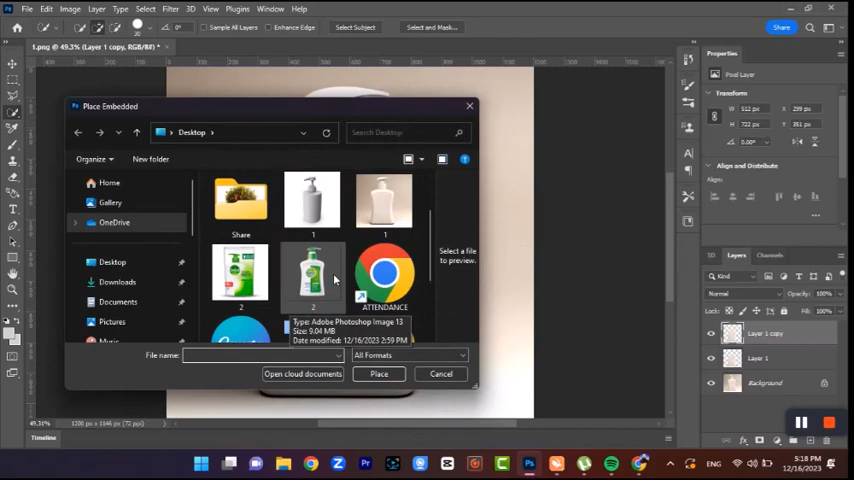 File Edit Image Layer Type Select Filter 3D View Plugins Window Help
0° Sample All Layers Enhance Edge Select Subject Select and Mask... Share
30
1.png @ 49.3% (Layer 1 copy, RGB/8#) *
Place Embedded
Desktop
Search Desktop
Organize New folder
Home
Gallery
OneDrive
Desktop
Downloads
Documents
Pictures
Music
Share
1
1
2
2
ATTENDANCE
Select a file
to preview.
Type: Adobe Photoshop Image 13
Size: 9.04 MB
Date modified: 12/16/2023 2:59 PM
File name:
All Formats
Open cloud documents Place Cancel
Properties
Pixel Layer
Transform
W 512 px X 299 px
H 722 px Y 351 px
0.00°
Align and Distribute
Align:
3D Layers Channels
Kind
Normal Opacity: 100%
Lock: Fill: 100%
Layer 1 copy
Layer 1
Background
49.31% 1200 px x 1146 px (72 ppi)
Timeline
ENG 5:18 PM
12/16/2023